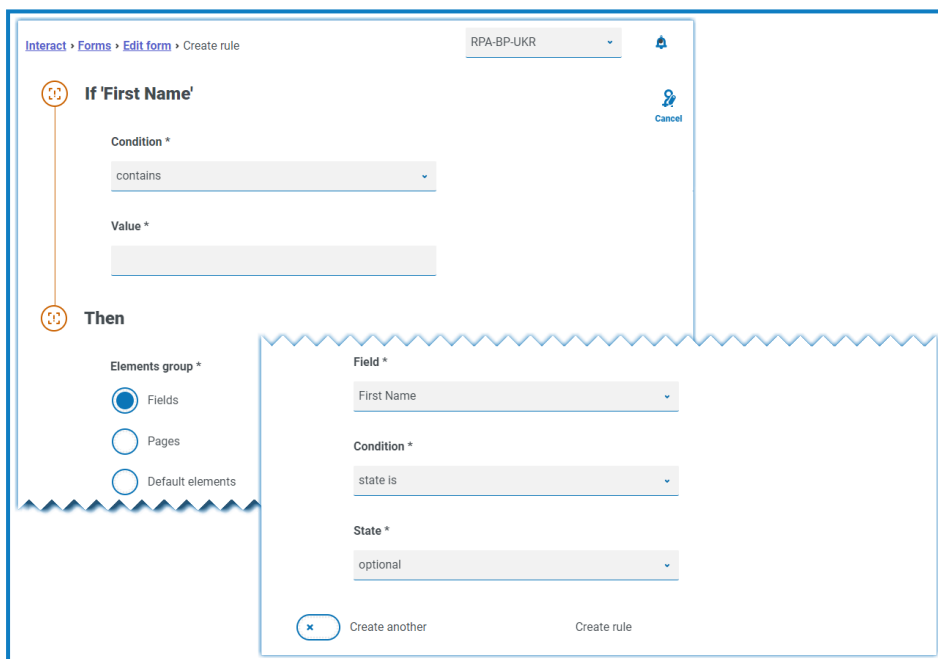 Interact › Forms › Edit form › Create rule
RPA-BP-UKR
If 'First Name'
Cancel
Condition *
contains
Value *
Then
Elements group *
Fields
Pages
Default elements
Field *
First Name
Condition *
state is
State *
optional
Create another
Create rule